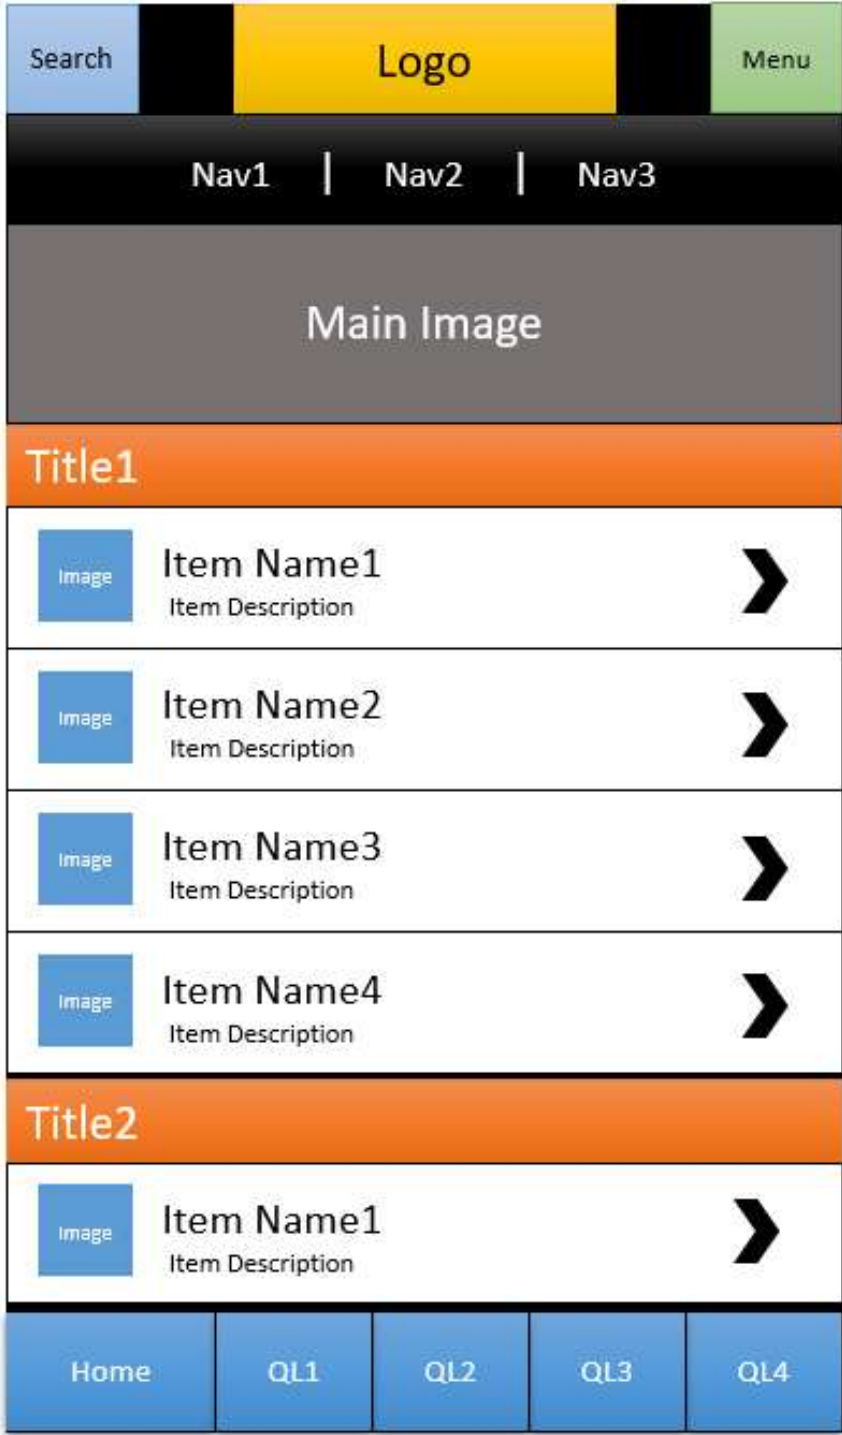 Search
Logo
Menu
Nav1 | Nav2 | Nav3
Main Image
Title1
Image
Item Name1
Item Description
Image
Item Name2
Item Description
Image
Item Name3
Item Description
Image
Item Name4
Item Description
Title2
Image
Item Name1
Item Description
Home
QL1
QL2
QL3
QL4